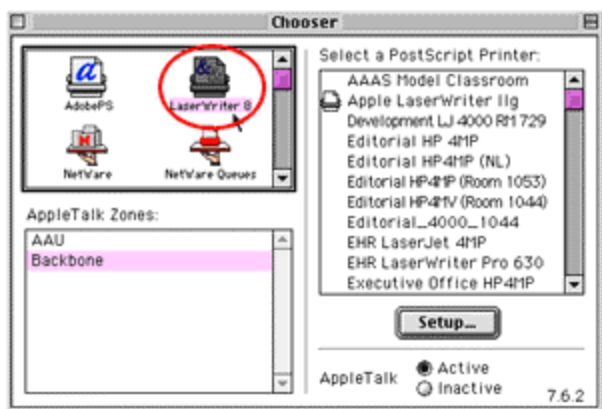 Chooser
AdobePS
LaserWriter 8
NetWare
NetWare Queues
AppleTalk Zones:
AAU
Backbone
Select a PostScript Printer:
AAAS Model Classroom
Apple LaserWriter IIg
Development LJ 4000 RM 729
Editorial HP 4MP
Editorial HP4MP (NL)
Editorial HP4MP (Room 1053)
Editorial HP4MV (Room 1044)
Editorial_4000_1044
EHR LaserJet 4MP
EHR LaserWriter Pro 630
Executive Office HP4MP
Setup...
AppleTalk
Active
Inactive
7.6.2